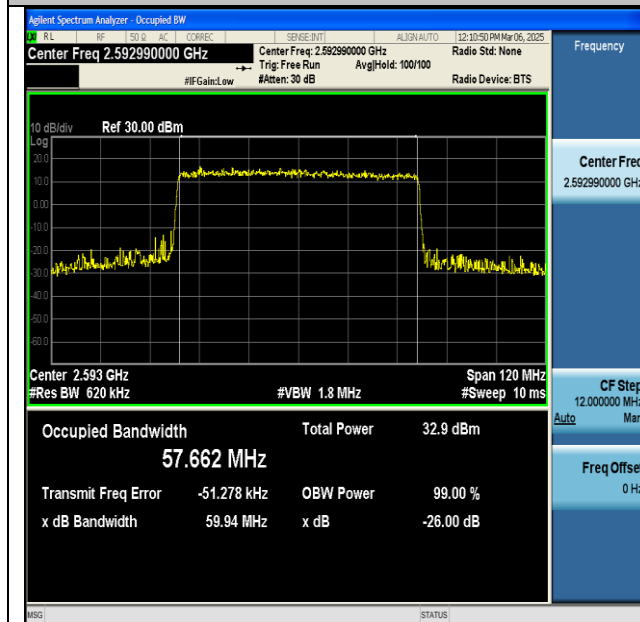 Agilent Spectrum Analyzer - Occupied BW
LXI RL RF 50 Ω AC CORREC SENSE:INT ALIGN AUTO 12:10:50 PM Mar 06, 2025
Center Freq 2.592990000 GHz
Center Freq: 2.592990000 GHz
Radio Std: None
Trig: Free Run Avg|Hold: 100/100
#IFGain:Low
#Atten: 30 dB
Radio Device: BTS
10 dB/div Ref 30.00 dBm
Log
20.0
10.0
0.00
-10.0
-20.0
-30.0
-40.0
-50.0
-60.0
Center 2.593 GHz Span 120 MHz
#Res BW 620 kHz #VBW 1.8 MHz #Sweep 10 ms
Occupied Bandwidth Total Power 32.9 dBm
57.662 MHz
Transmit Freq Error -51.278 kHz OBW Power 99.00 %
x dB Bandwidth 59.94 MHz x dB -26.00 dB
MSG STATUS
Frequency
Center Freq
2.592990000 GHz
CF Step
12.000000 MHz
Auto Man
Freq Offset
0 Hz